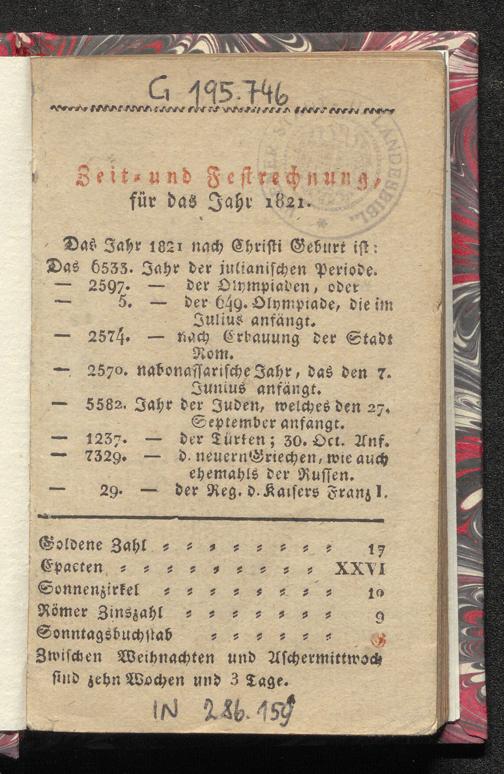 G 195.746
Zeit- und Festrechnung,
für das Jahr 1821.
Das Jahr 1821 nach Christi Geburt ist:
Das 6533. Jahr der julianischen Periode.
— 2597. — der Olympiaden, oder
— 5. — der 649. Olympiade, die im
Julius anfängt.
— 2574. — nach Erbauung der Stadt
Rom.
— 2570. nabonassarische Jahr, das den 7.
Junius anfängt.
— 5582. Jahr der Juden, welches den 27.
September anfängt.
— 1237. — der Türken; 30. Oct. Anf.
— 7329. — d. neuern Griechen, wie auch
ehemahls der Russen.
— 29. — der Reg. d. Kaisers Franz I.
Goldene Zahl 17
Epacten XXVI
Sonnenzirkel 10
Römer Zinszahl 9
Sonntagsbuchstab G
Zwischen Weihnachten und Aschermittwoch
sind zehn Wochen und 3 Tage.
IN 286.159